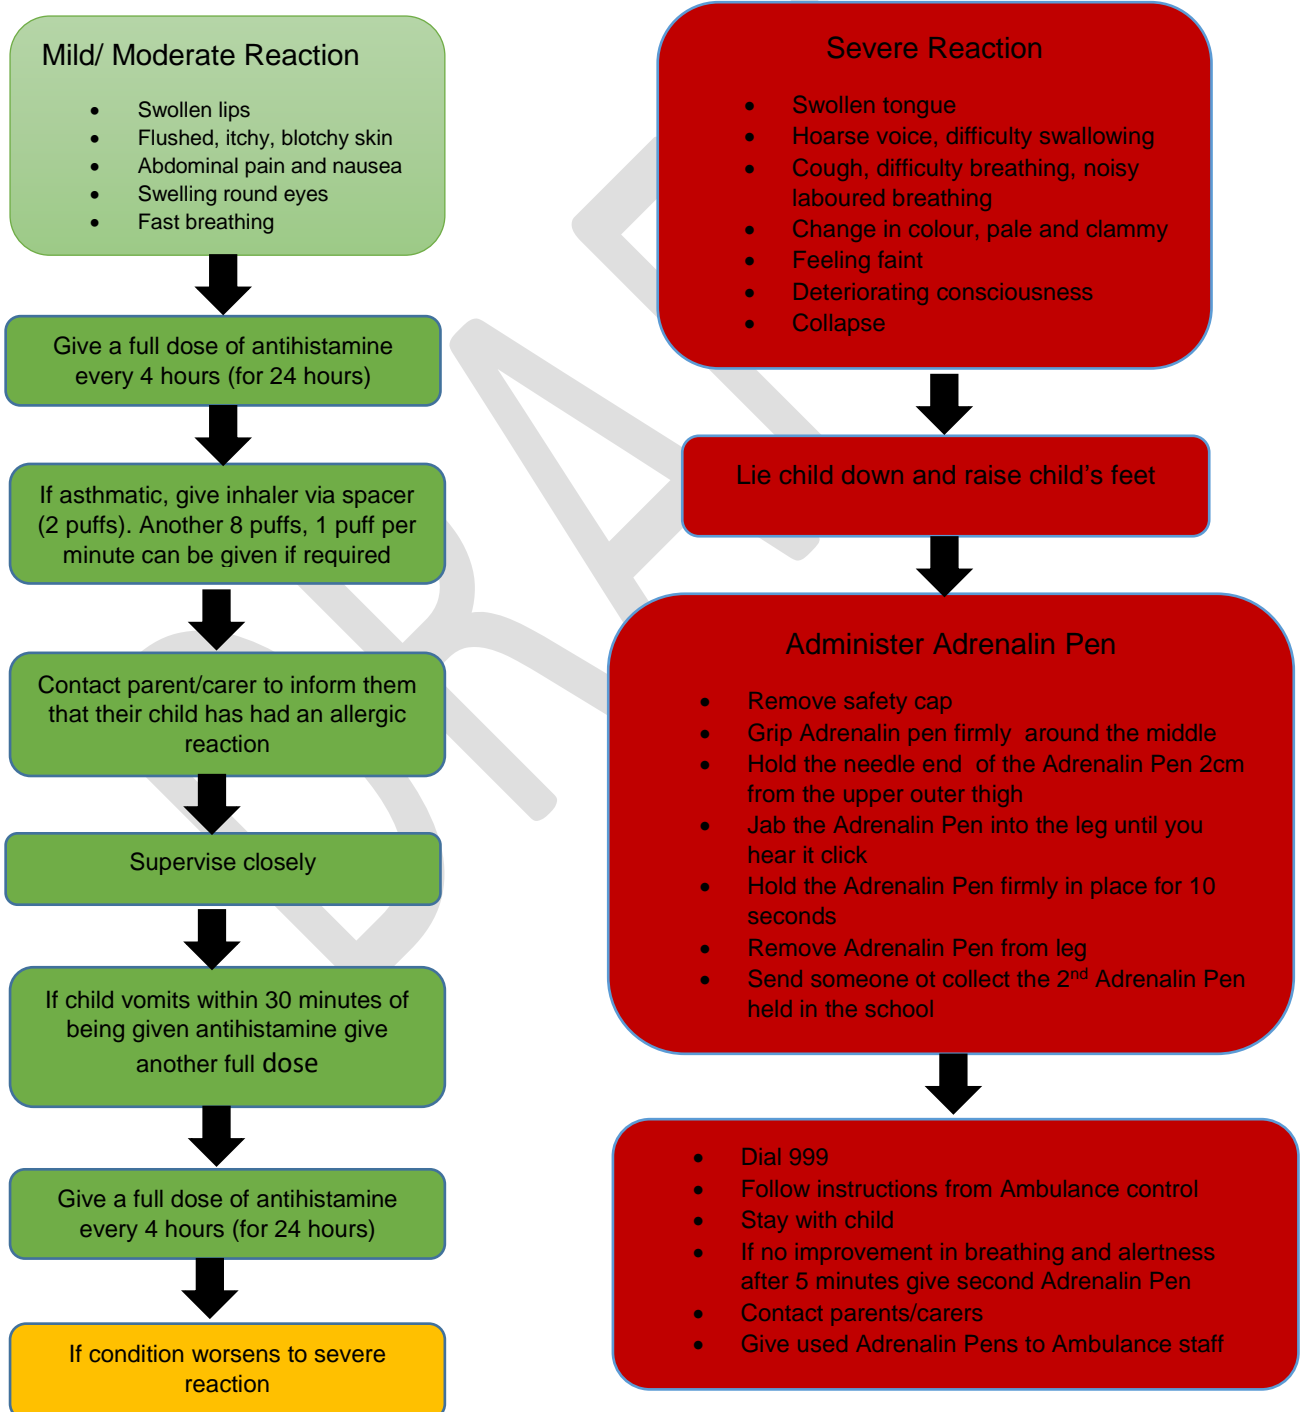 Mild/ Moderate Reaction
• Swollen lips
• Flushed, itchy, blotchy skin
• Abdominal pain and nausea
• Swelling round eyes
• Fast breathing
Give a full dose of antihistamine
every 4 hours (for 24 hours)
If asthmatic, give inhaler via spacer
(2 puffs). Another 8 puffs, 1 puff per
minute can be given if required
Contact parent/carer to inform them
that their child has had an allergic
reaction
Supervise closely
If child vomits within 30 minutes of
being given antihistamine give
another full dose
Give a full dose of antihistamine
every 4 hours (for 24 hours)
If condition worsens to severe
reaction
Severe Reaction
• Swollen tongue
• Hoarse voice, difficulty swallowing
• Cough, difficulty breathing, noisy
laboured breathing
• Change in colour, pale and clammy
• Feeling faint
• Deteriorating consciousness
• Collapse
Lie child down and raise child's feet
Administer Adrenalin Pen
• Remove safety cap
• Grip Adrenalin pen firmly around the middle
• Hold the needle end of the Adrenalin Pen 2cm
from the upper outer thigh
• Jab the Adrenalin Pen into the leg until you
hear it click
• Hold the Adrenalin Pen firmly in place for 10
seconds
• Remove Adrenalin Pen from leg
• Send someone ot collect the 2nd Adrenalin Pen
held in the school
• Dial 999
• Follow instructions from Ambulance control
• Stay with child
• If no improvement in breathing and alertness
after 5 minutes give second Adrenalin Pen
• Contact parents/carers
• Give used Adrenalin Pens to Ambulance staff
DRAF